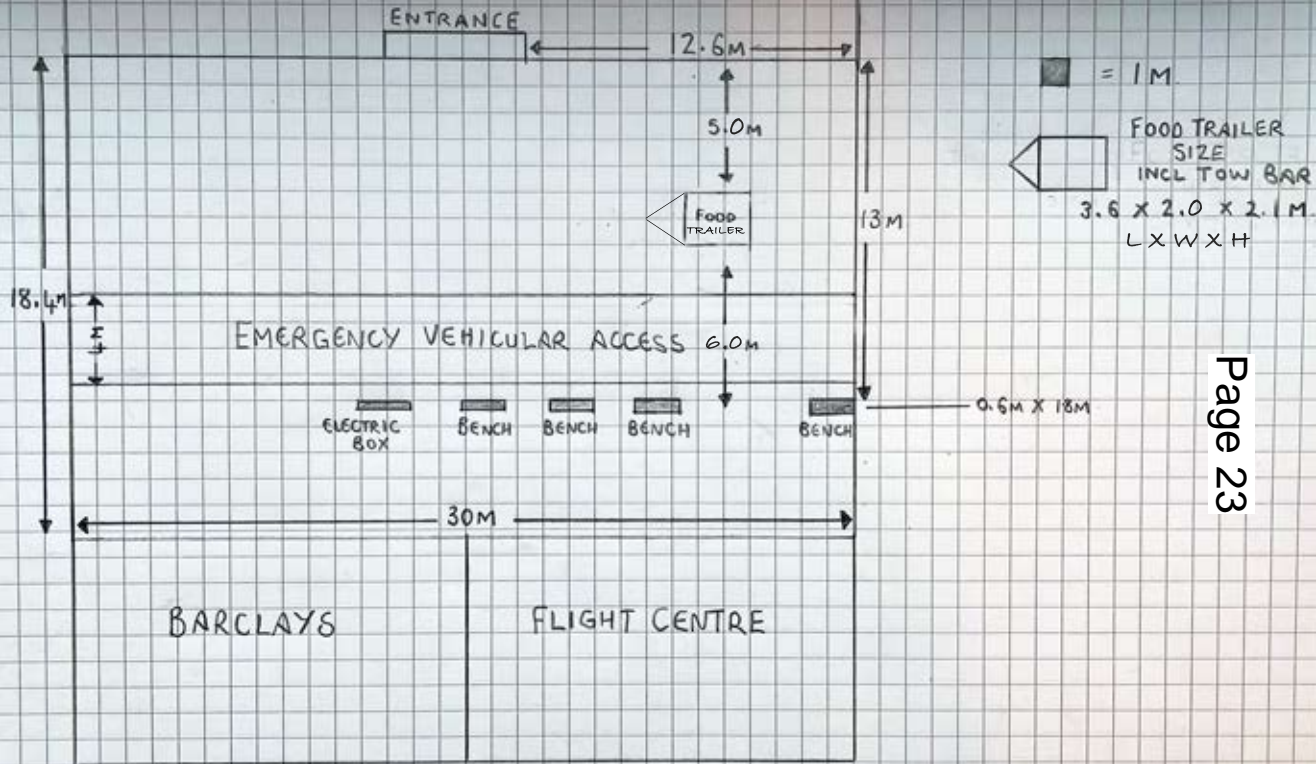 ENTRANCE
12.6M
= 1M
5.0M
FOOD TRAILER
SIZE
INCL TOW BAR
3.6 X 2.0 X 2.1M
L X W X H
FOOD
TRAILER
13M
18.4M
4M
EMERGENCY VEHICULAR ACCESS
6.0M
0.6M X 18M
ELECTRIC
BOX
BENCH
BENCH
BENCH
BENCH
30M
BARCLAYS
FLIGHT CENTRE
Page 23